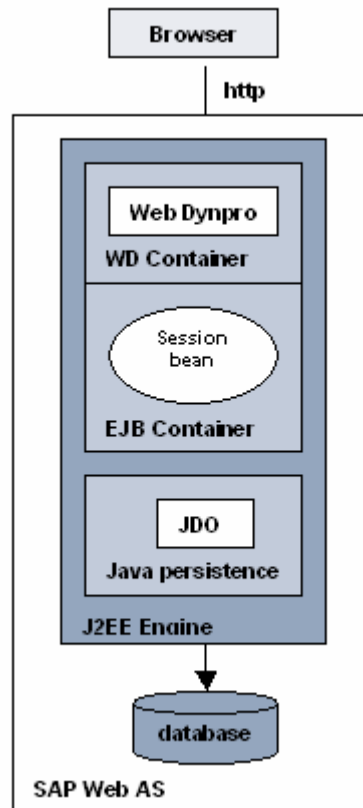 Browser
http
Web Dynpro
WD Container
Session
bean
EJB Container
JDO
Java persistence
J2EE Engine
database
SAP Web AS